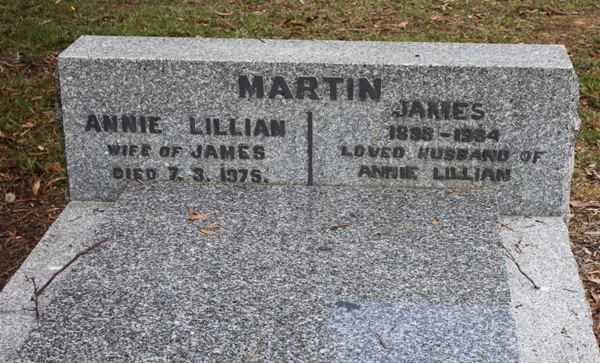 MARTIN
ANNIE LILLIAN
WIFE OF JAMES
DIED 7. 3. 1975.
JAMES
LOVED HUSBAND OF
ANNIE LILLIAN